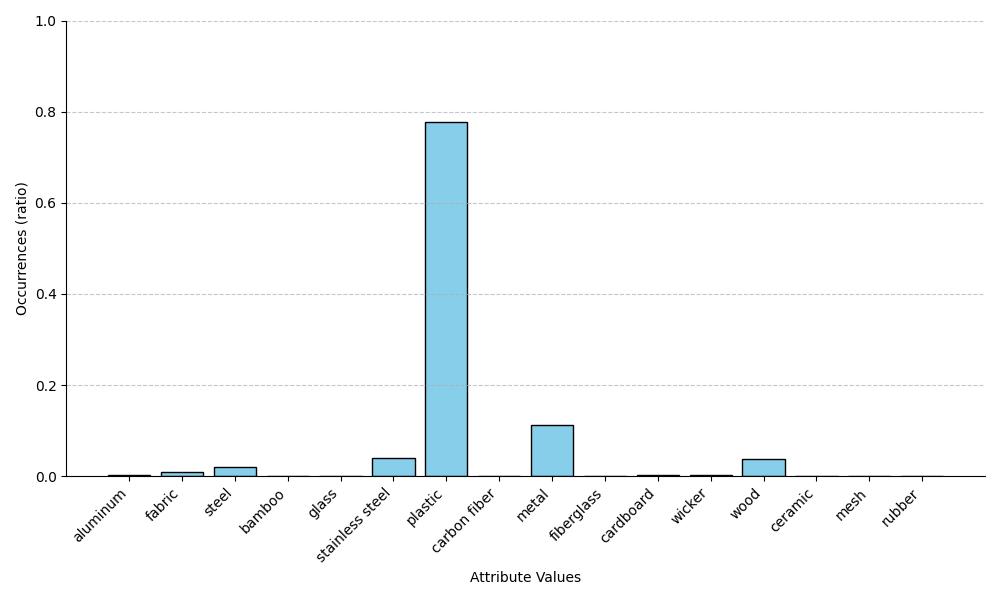 1.0
0.8
0.6
0.4
0.2
0.0
Occurrences (ratio)
aluminum
fabric
steel
bamboo
glass
stainless steel
plastic
carbon fiber
metal
fiberglass
cardboard
wicker
wood
ceramic
mesh
rubber
Attribute Values